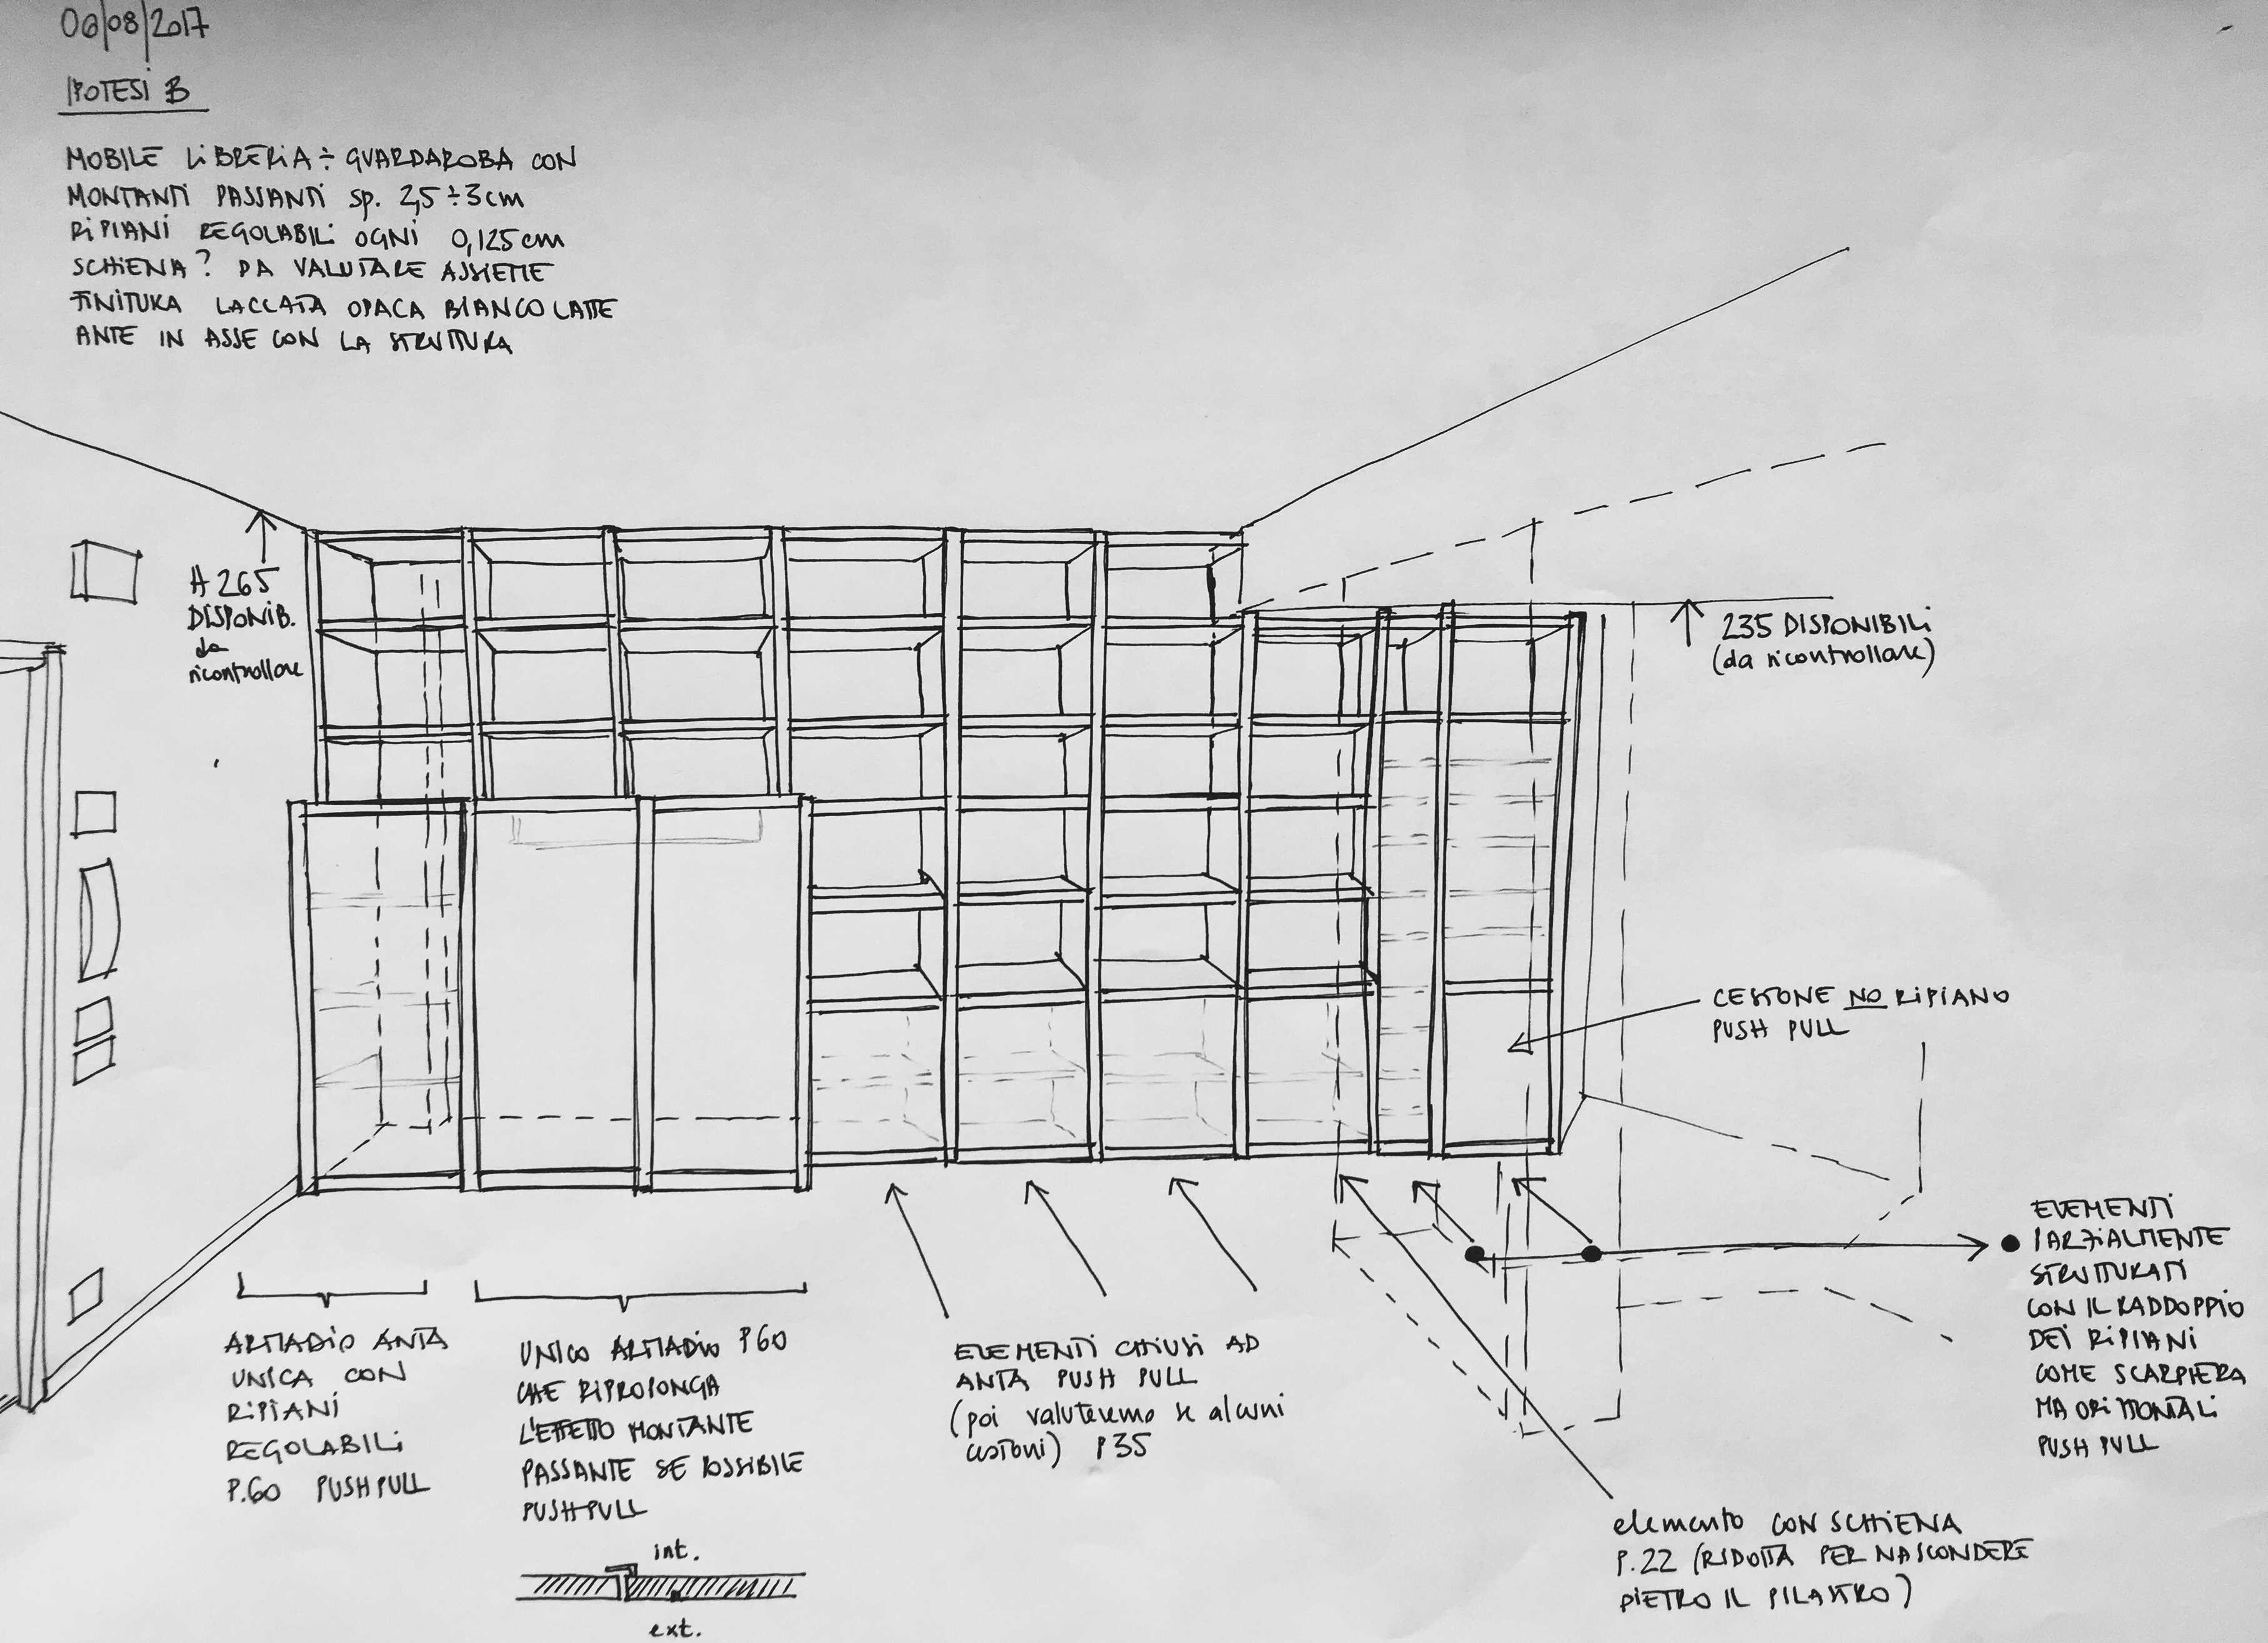 06/08/2017
IPOTESI B
MOBILE LIBRERIA ÷ GUARDAROBA CON
MONTANTI PASSANTI sp. 2,5 ÷ 3 cm
RIPIANI REGOLABILI OGNI 0,125 cm
SCHIENA? DA VALUTARE ASSIEME
FINITURA LACCATA OPACA BIANCO LATTE
ANTE IN ASSE CON LA STRUTTURA
H 265
DISPONIB.
da
ricontrollare
235 DISPONIBILI
(da ricontrollare)
CESTONE NO RIPIANO
PUSH PULL
ARMADIO ANTA
UNICA CON
RIPIANI
REGOLABILI
P.60 PUSH PULL
UNICO ARMADIO P60
CHE RIPROPONGA
L'EFFETTO MONTANTE
PASSANTE SE POSSIBILE
PUSH PULL
int.
ext.
ELEMENTI CHIUSI AD
ANTA PUSH PULL
(poi valuteremo se alcuni
cestoni) P35
ELEMENTI
PARZIALMENTE
STRUTTURATI
CON IL RADDOPPIO
DEI RIPIANI
COME SCARPIERA
MA ORIZZONTALI
PUSH PULL
elemento CON SCHIENA
P.22 (RIDOTTA PER NASCONDERE
DIETRO IL PILASTRO)